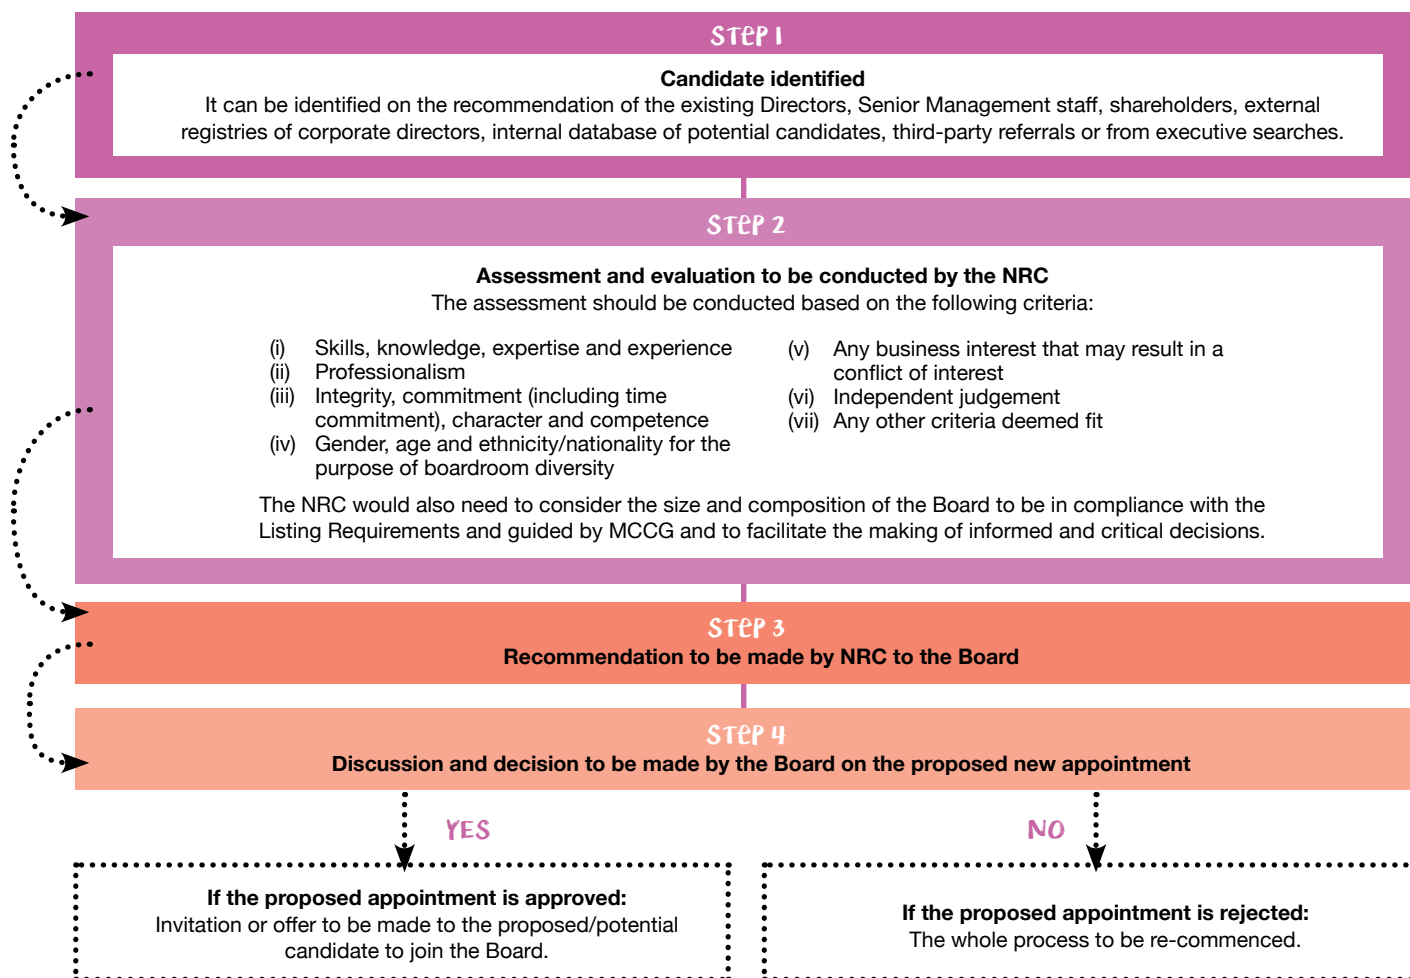 STEP 1
Candidate identified
It can be identified on the recommendation of the existing Directors, Senior Management staff, shareholders, external
registries of corporate directors, internal database of potential candidates, third-party referrals or from executive searches.
STEP 2
Assessment and evaluation to be conducted by the NRC
The assessment should be conducted based on the following criteria:
(i) Skills, knowledge, expertise and experience
(ii) Professionalism
(iii) Integrity, commitment (including time
commitment), character and competence
(iv) Gender, age and ethnicity/nationality for the
purpose of boardroom diversity
(v) Any business interest that may result in a
conflict of interest
(vi) Independent judgement
(vii) Any other criteria deemed fit
The NRC would also need to consider the size and composition of the Board to be in compliance with the
Listing Requirements and guided by MCCG and to facilitate the making of informed and critical decisions.
STEP 3
Recommendation to be made by NRC to the Board
STEP 4
Discussion and decision to be made by the Board on the proposed new appointment
YES
If the proposed appointment is approved:
Invitation or offer to be made to the proposed/potential
candidate to join the Board.
NO
If the proposed appointment is rejected:
The whole process to be re-commenced.